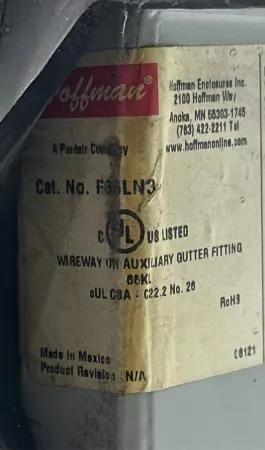 Hoffman®
Hoffman Enclosures Inc.
2100 Hoffman Way
Anoka, MN 55303-1745
(763) 422-2211 Tel
www.hoffmanonline.com
A Pentair Company
Cat. No.
C UL US LISTED
WIREWAY OR AUXILIARY GUTTER FITTING
cUL CSA - C22.2 No. 26
RoHS
Made in Mexico
Product Revision N/A